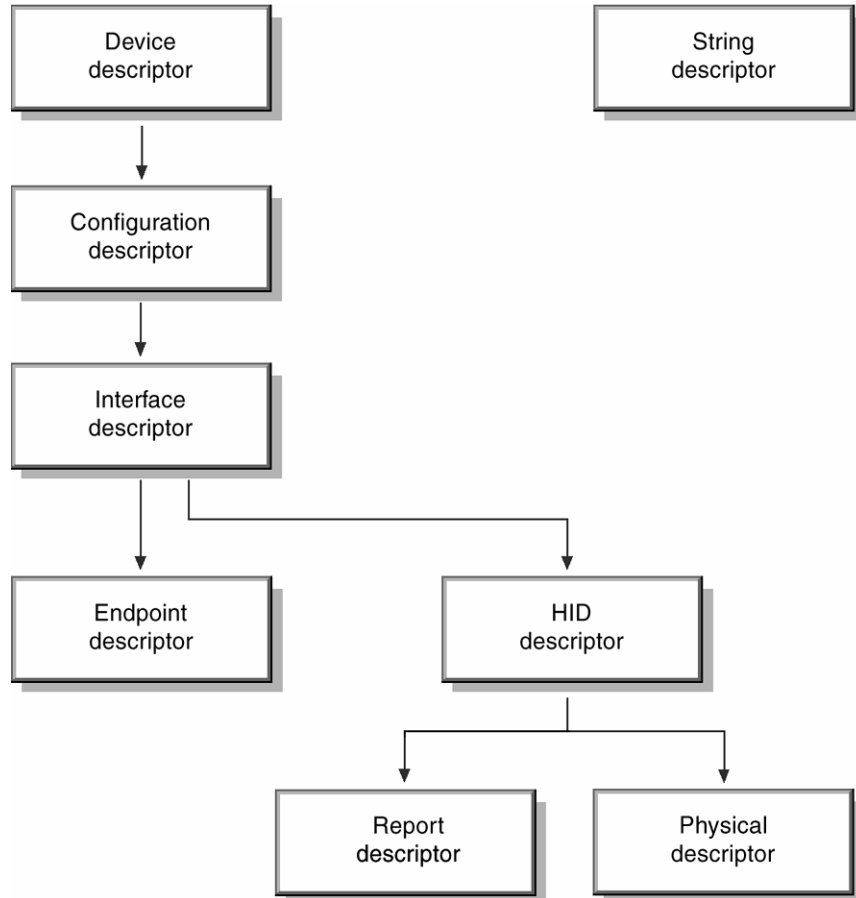 Device
descriptor
String
descriptor
Configuration
descriptor
Interface
descriptor
Endpoint
descriptor
HID
descriptor
Report
descriptor
Physical
descriptor